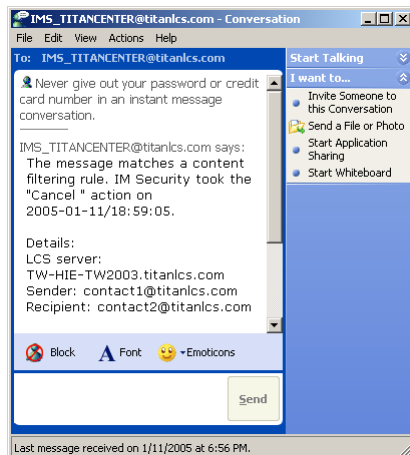 IMS_TITANCENTER@titanlcs.com - Conversation
File Edit View Actions Help
To: IMS_TITANCENTER@titanlcs.com
Never give out your password or credit
card number in an instant message
conversation.
IMS_TITANCENTER@titanlcs.com says:
The message matches a content
filtering rule. IM Security took the
"Cancel " action on
2005-01-11/18:59:05.
Details:
LCS server:
TW-HIE-TW2003.titanlcs.com
Sender: contact1@titanlcs.com
Recipient: contact2@titanlcs.com
Block Font Emoticons
Send
Start Talking
I want to...
Invite Someone to
this Conversation
Send a File or Photo
Start Application
Sharing
Start Whiteboard
Last message received on 1/11/2005 at 6:56 PM.